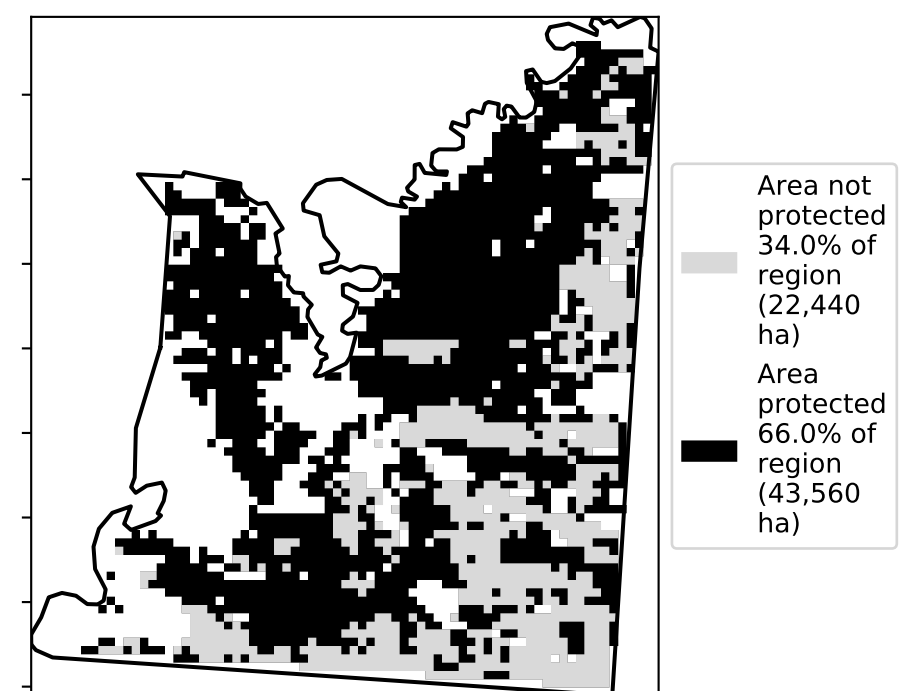 Area not
protected
34.0% of
region
(22,440
ha)
Area
protected
66.0% of
region
(43,560
ha)